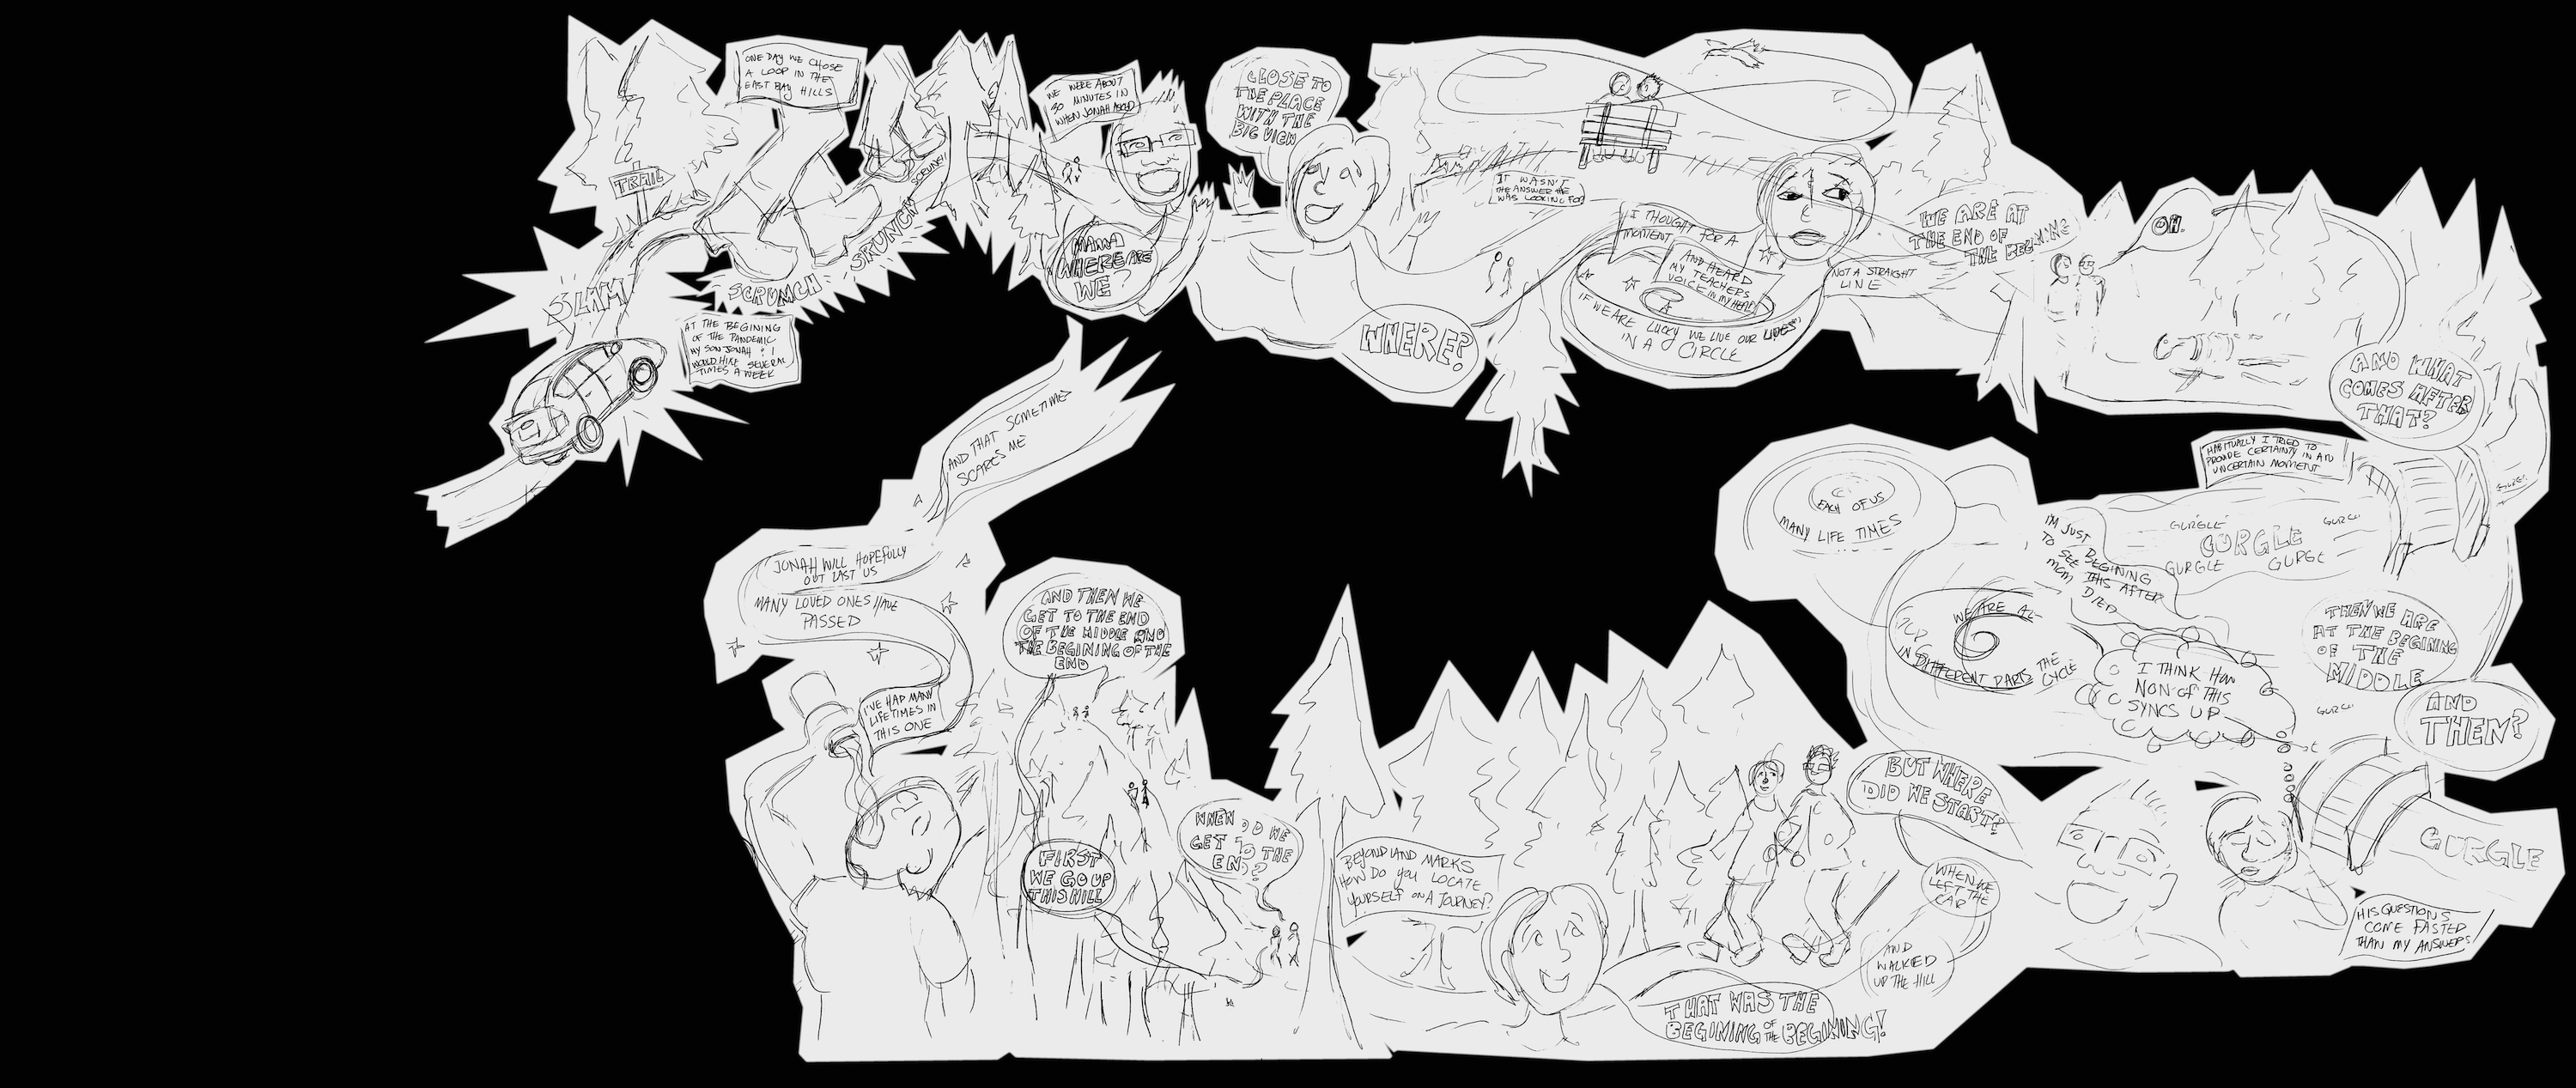 SLAM
AT THE BEGINING
OF THE PANDEMIC
MY SON JONAH & I
WOULD HIKE SEVERAL
TIMES A WEEK
TRAIL
ONE DAY WE CHOSE
A LOOP IN THE
EAST BAY HILLS
SCRUNCH
SKRUNCH
SCRUNCH
WE WERE ABOUT
30 MINUTES IN
WHEN JONAH ASKED
MAMA
WHERE ARE
WE?
CLOSE TO
THE PLACE
WITH THE
BIG VIEW
IT WASN'T
THE ANSWER HE
WAS LOOKING FOR
WHERE?
I THOUGHT FOR A
MOMENT
AND HEARD
MY TEACHERS
VOICE IN MY HEAD
IF WE ARE LUCKY WE LIVE OUR LIVES
IN A CIRCLE
NOT A STRAIGHT
LINE
WE ARE AT
THE END OF
THE BEGINING
OH.
AND WHAT
COMES AFTER
THAT?
HABITUALLY I TRIED TO
PROVIDE CERTAINTY IN AN
UNCERTAIN MOMENT
GURGLE
GURGLE
GURGLE
THEN WE ARE
AT THE BEGINING
OF THE
MIDDLE
AND
THEN?
GURGLE
HIS QUESTIONS
COME FASTER
THAN MY ANSWERS
I THINK HOW
NON OF THIS
SYNCS UP
I'M JUST BEGINING
TO SEE THIS AFTER
MOM DIED
WE ARE AL-
IN DIFFERENT PARTS THE
CYCLE
EACH OF US
MANY LIFE TIMES
BUT WHERE
DID WE START?
WHEN WE
LEFT THE
CAR
AND
WALKED
UP THE HILL
THAT WAS THE
BEGINING OF THE BEGINING!
BEYOND LAND MARKS
HOW DO YOU LOCATE
YOURSELF ON A JOURNEY?
WHEN DO WE
GET TO THE
END?
FIRST
WE GO UP
THIS HILL
AND THEN WE
GET TO THE END
OF THE MIDDLE AND
THE BEGINING OF THE
END
I'VE HAD MANY
LIFETIMES IN
THIS ONE
MANY LOVED ONES HAVE
PASSED
JONAH WILL HOPEFULLY
OUT LAST US
AND THAT SOMETIMES
SCARES ME